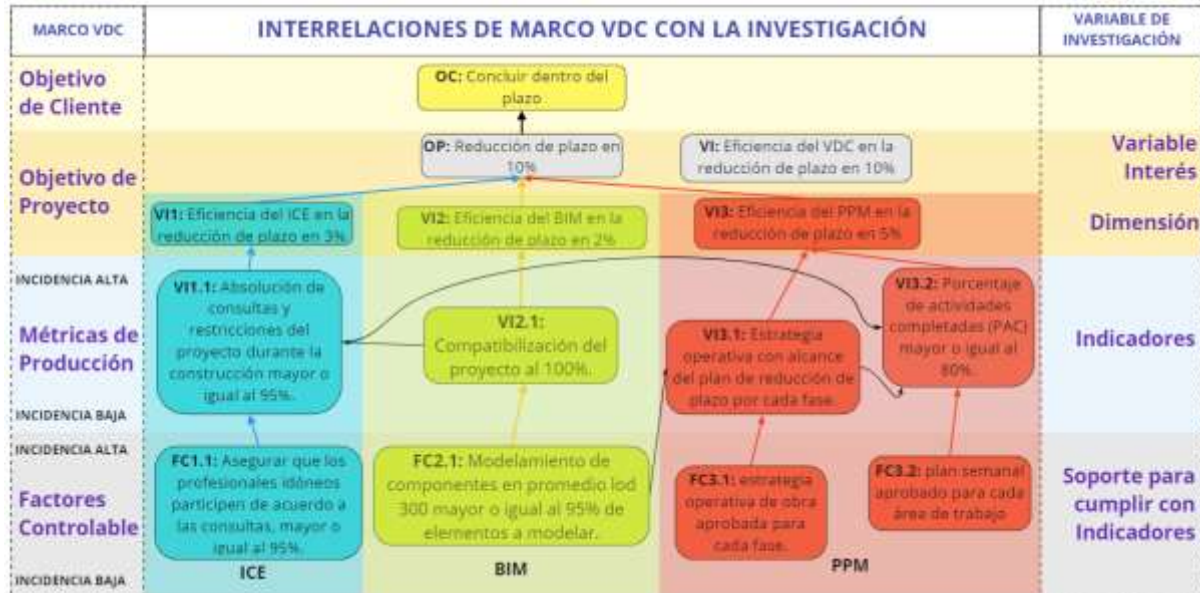 MARCO VDC
INTERRELACIONES DE MARCO VDC CON LA INVESTIGACIÓN
VARIABLE DE
INVESTIGACIÓN
Objetivo
de Cliente
OC: Concluir dentro del
plazo
Objetivo de
Proyecto
OP: Reducción de plazo en
10%
VI: Eficiencia del VDC en la
reducción de plazo en 10%
Variable
Interés
VI1: Eficiencia del ICE en la
reducción de plazo en 3%
VI2: Eficiencia del BIM en la
reducción de plazo en 2%
VI3: Eficiencia del PPM en la
reducción de plazo en 5%
Dimensión
INCIDENCIA ALTA
Métricas de
Producción
INCIDENCIA BAJA
VI1.1: Absolución de
consultas y
restricciones del
proyecto durante la
construcción mayor o
igual al 95%.
VI2.1:
Compatibilización del
proyecto al 100%.
VI3.1: Estrategia
operativa con alcance
del plan de reducción de
plazo por cada fase.
VI3.2: Porcentaje
de actividades
completadas (PAC)
mayor o igual al
80%.
Indicadores
INCIDENCIA ALTA
Factores
Controlable
INCIDENCIA BAJA
FC1.1: Asegurar que los
profesionales idóneos
participen de acuerdo a
las consultas, mayor o
igual al 95%.
ICE
FC2.1: Modelamiento de
componentes en promedio lod
300 mayor o igual al 95% de
elementos a modelar.
BIM
FC3.1: estrategia
operativa de obra
aprobada para
cada fase.
FC3.2: plan semanal
aprobado para cada
área de trabajo
PPM
Soporte para
cumplir con
Indicadores